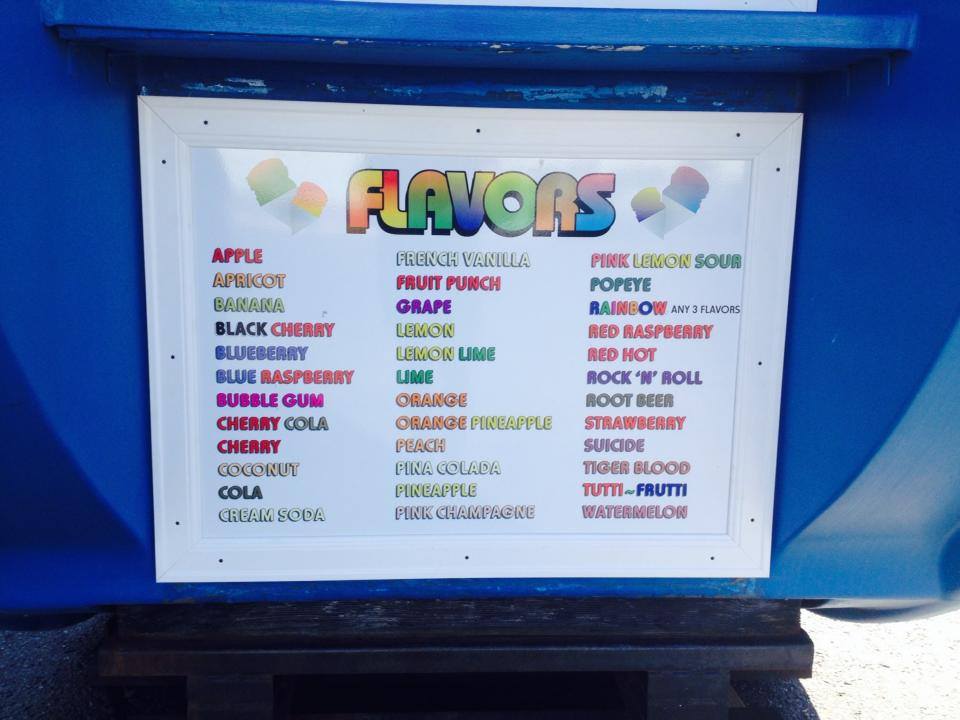 FLAVORS
APPLE
APRICOT
BANANA
BLACK CHERRY
BLUEBERRY
BLUE RASPBERRY
BUBBLE GUM
CHERRY COLA
CHERRY
COCONUT
COLA
CREAM SODA
FRENCH VANILLA
FRUIT PUNCH
GRAPE
LEMON
LEMON LIME
LIME
ORANGE
ORANGE PINEAPPLE
PEACH
PINA COLADA
PINEAPPLE
PINK CHAMPAGNE
PINK LEMON SOUR
POPEYE
RAINBOW ANY 3 FLAVORS
RED RASPBERRY
RED HOT
ROCK 'N' ROLL
ROOT BEER
STRAWBERRY
SUICIDE
TIGER BLOOD
TUTTI~FRUTTI
WATERMELON